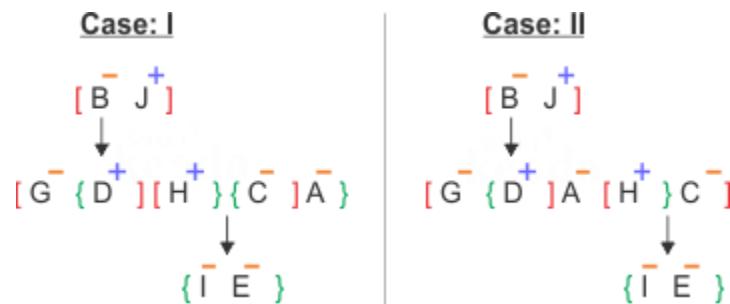 Case: I
[ B⁻ J⁺ ]
[ G⁻ { D⁺ ] [ H⁺ } { C⁻ ] A⁻ }
{ I⁻ E⁻ }
Case: II
[ B⁻ J⁺ ]
[ G⁻ { D⁺ ] A⁻ [ H⁺ } C⁻ ]
{ I⁻ E⁻ }